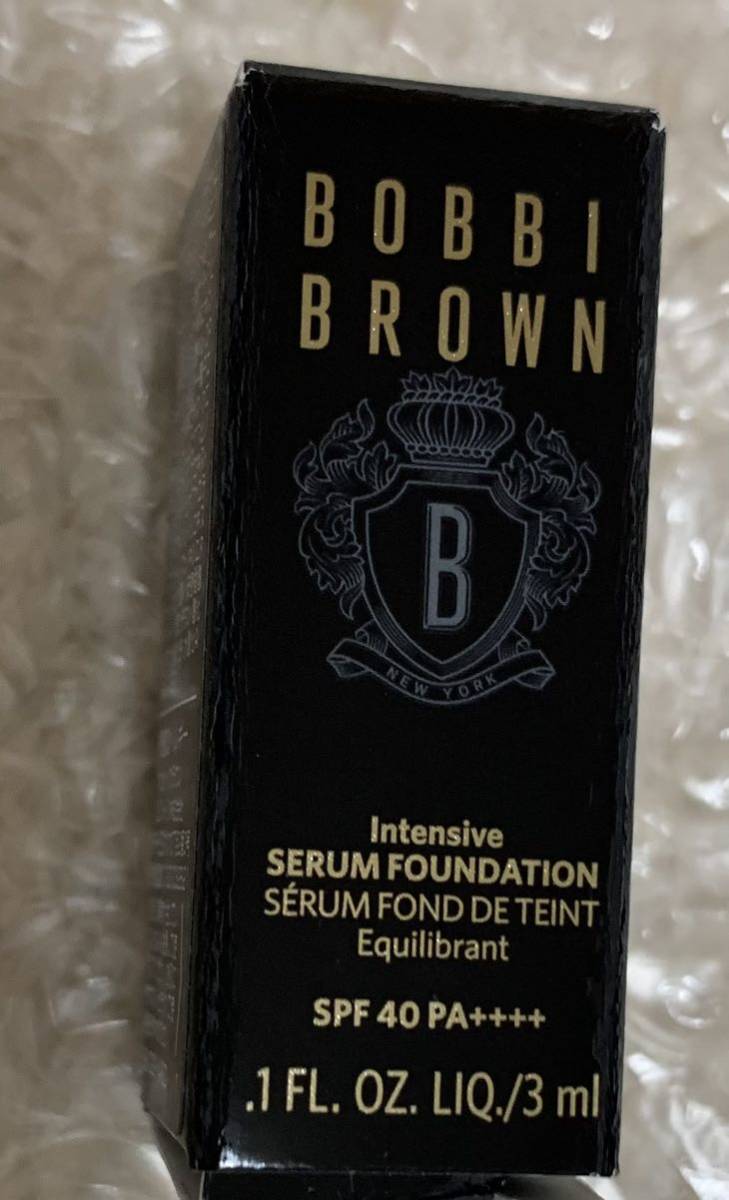 BOBBI
BROWN
B
NEW YORK
Intensive
SERUM FOUNDATION
SÉRUM FOND DE TEINT
Equilibrant
SPF 40 PA++++
.1 FL. OZ. LIQ./3 ml